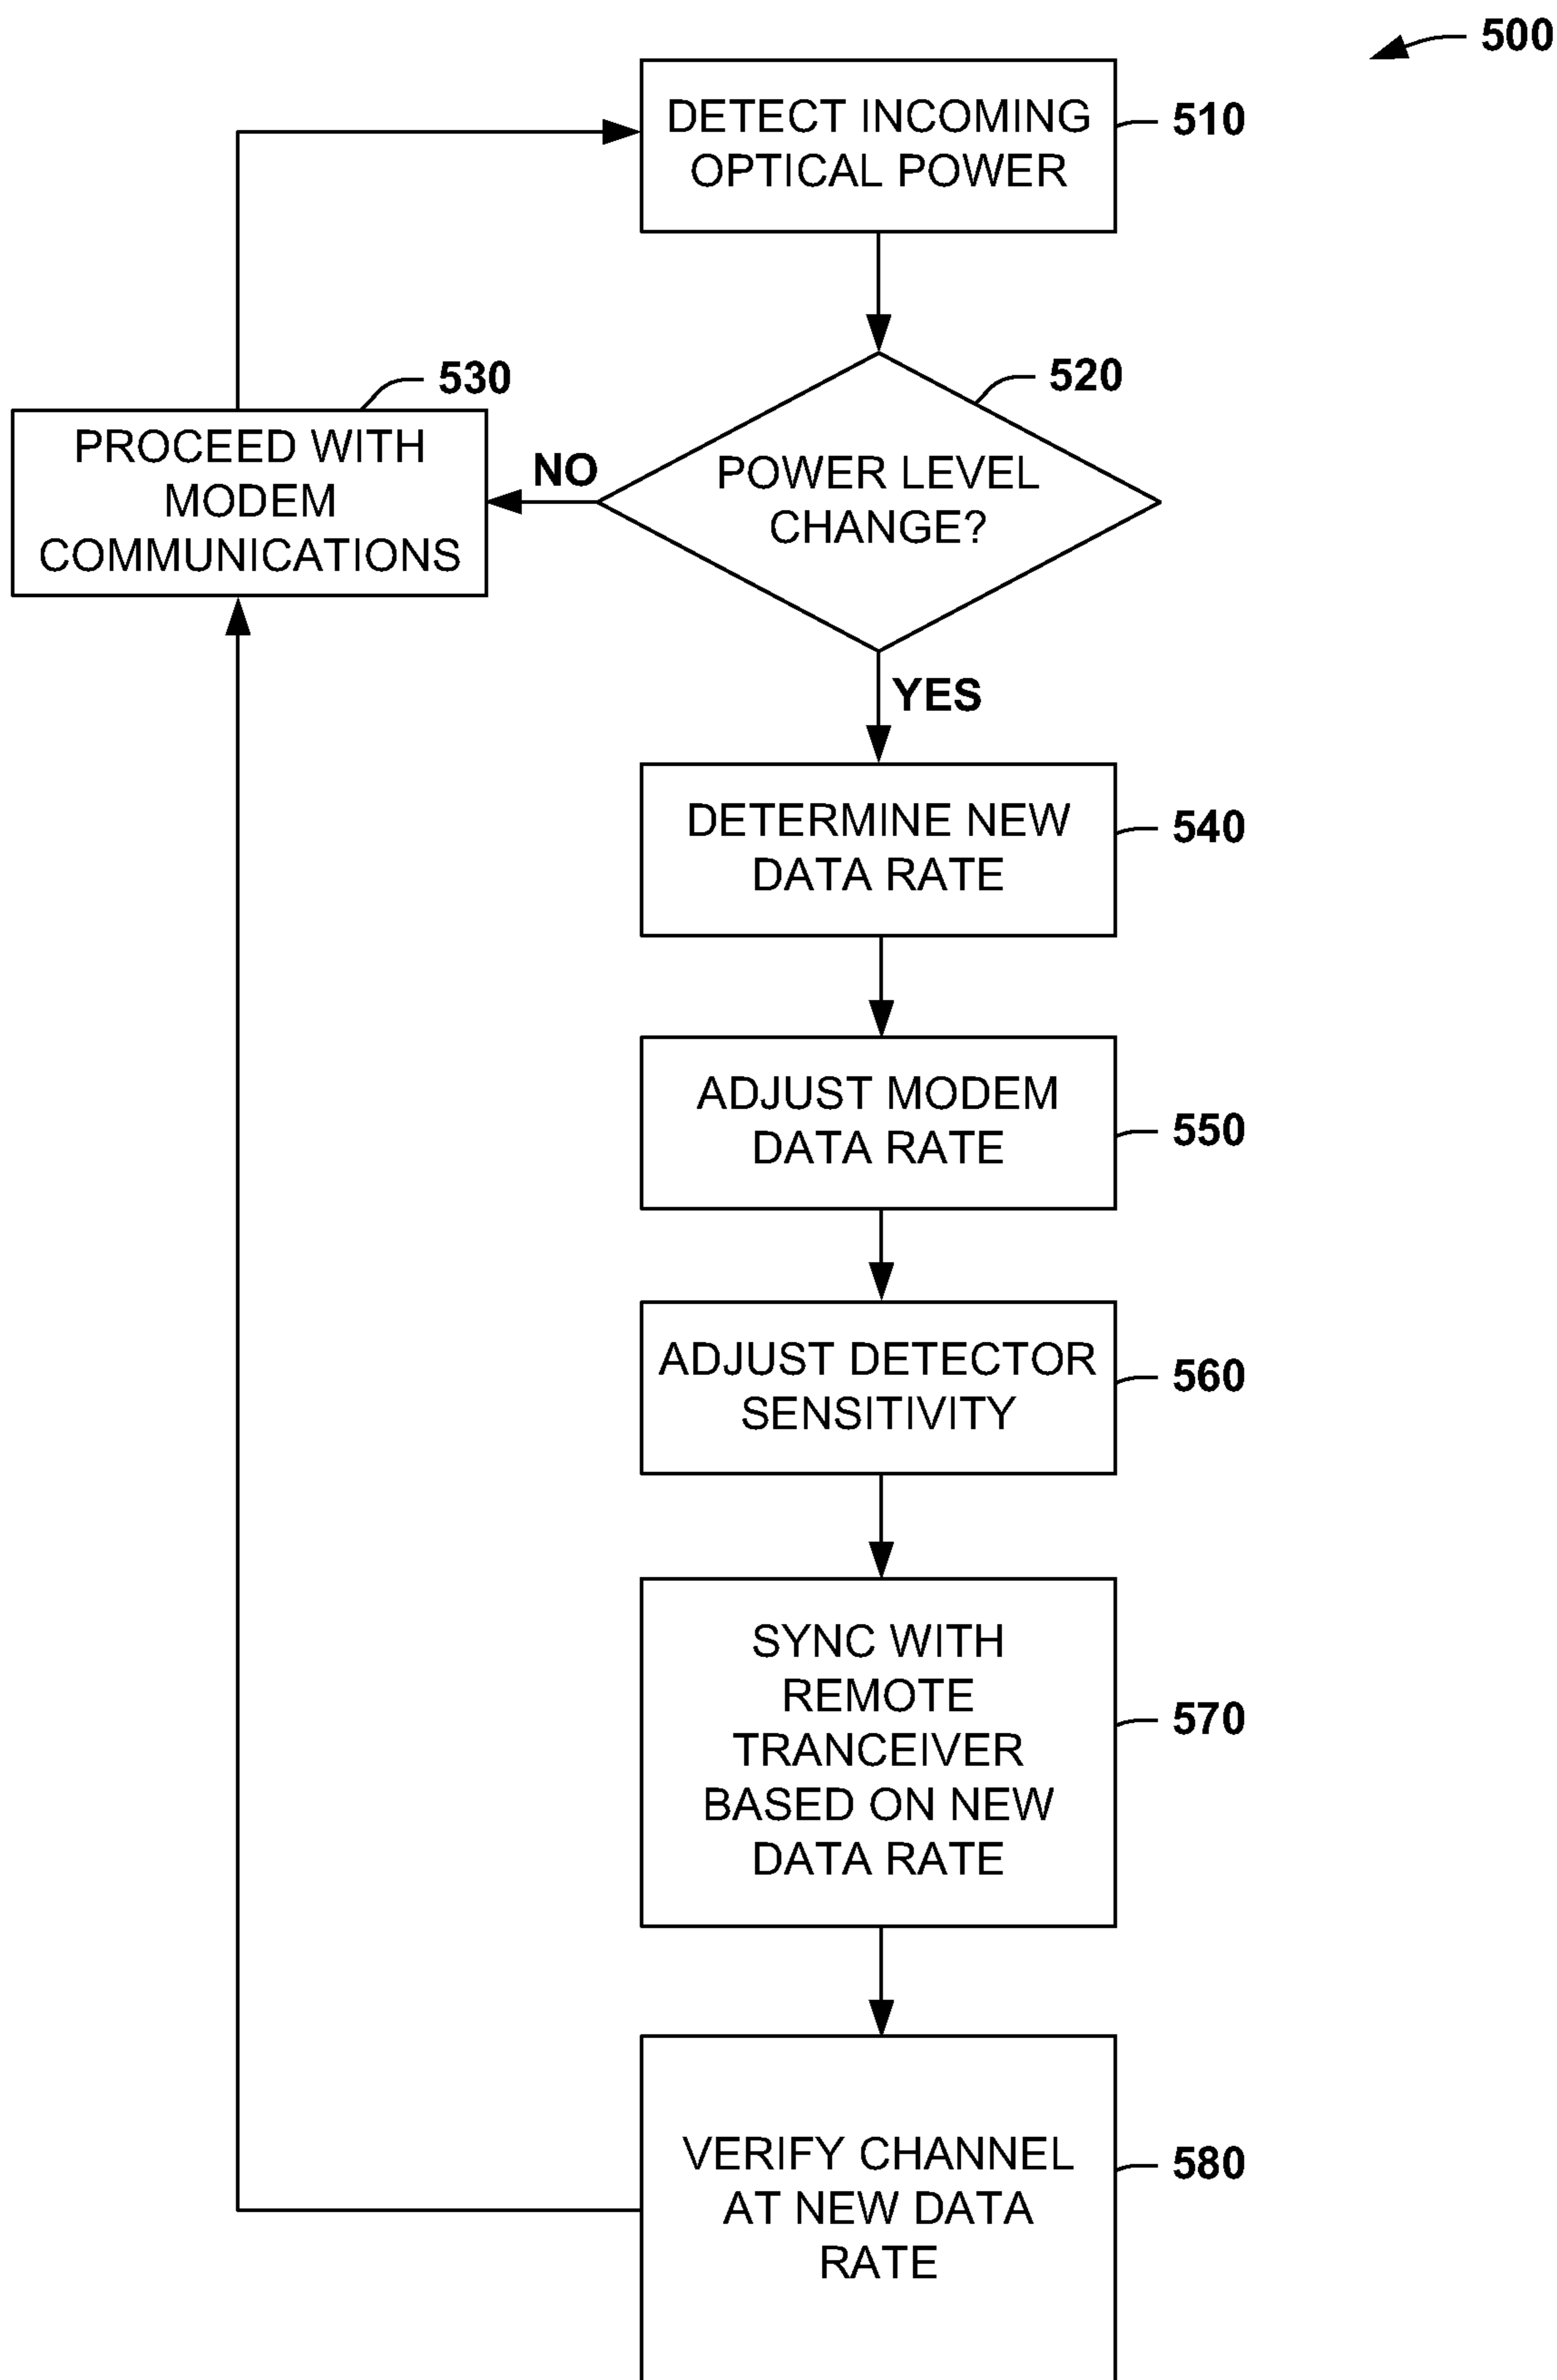 500
DETECT INCOMING
OPTICAL POWER
510
520
POWER LEVEL
CHANGE?
NO
530
PROCEED WITH
MODEM
COMMUNICATIONS
YES
DETERMINE NEW
DATA RATE
540
ADJUST MODEM
DATA RATE
550
ADJUST DETECTOR
SENSITIVITY
560
SYNC WITH
REMOTE
TRANCEIVER
BASED ON NEW
DATA RATE
570
VERIFY CHANNEL
AT NEW DATA
RATE
580